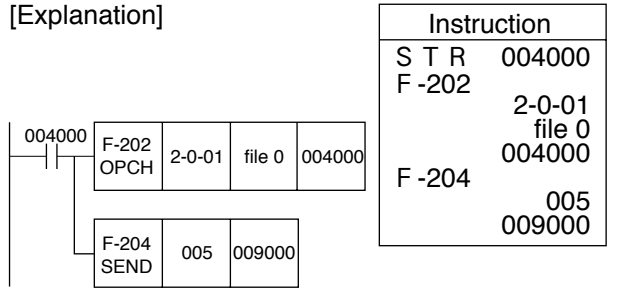 [Explanation]
004000
F-202
OPCH
2-0-01
file 0
004000
F-204
SEND
005
009000
Instruction
S T R 004000
F -202
2-0-01
file 0
004000
F -204
005
009000